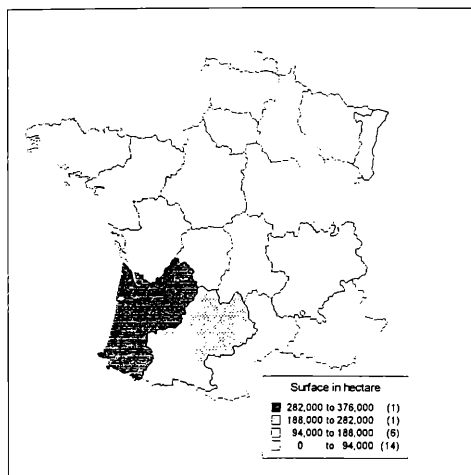 Surface in hectare
282,000 to 376,000 (1)
188,000 to 282,000 (1)
94,000 to 188,000 (5)
0 to 94,000 (14)